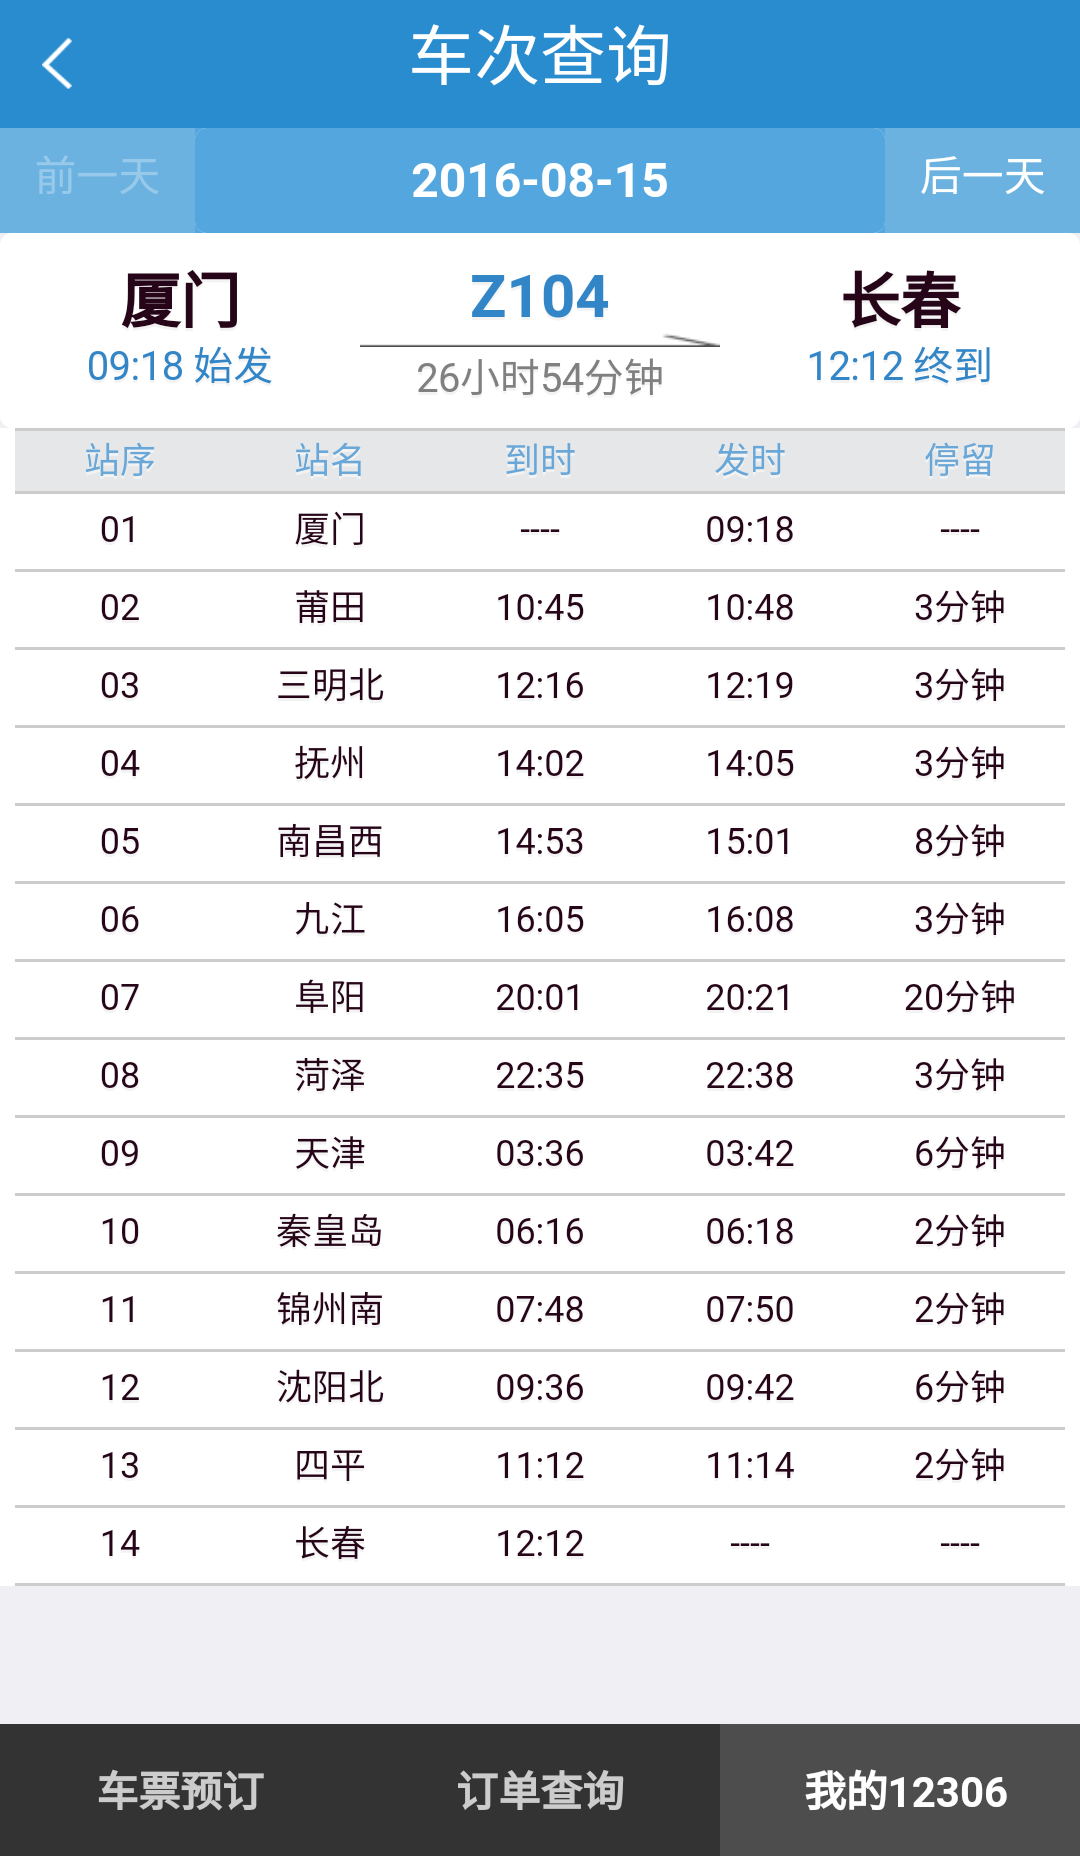 车次查询
前一天 2016-08-15 后一天
厦门 Z104 长春
09:18 始发 26小时54分钟 12:12 终到
站序 站名 到时 发时 停留
01 厦门 ---- 09:18 ----
02 莆田 10:45 10:48 3分钟
03 三明北 12:16 12:19 3分钟
04 抚州 14:02 14:05 3分钟
05 南昌西 14:53 15:01 8分钟
06 九江 16:05 16:08 3分钟
07 阜阳 20:01 20:21 20分钟
08 菏泽 22:35 22:38 3分钟
09 天津 03:36 03:42 6分钟
10 秦皇岛 06:16 06:18 2分钟
11 锦州南 07:48 07:50 2分钟
12 沈阳北 09:36 09:42 6分钟
13 四平 11:12 11:14 2分钟
14 长春 12:12 ---- ----
车票预订 订单查询 我的12306